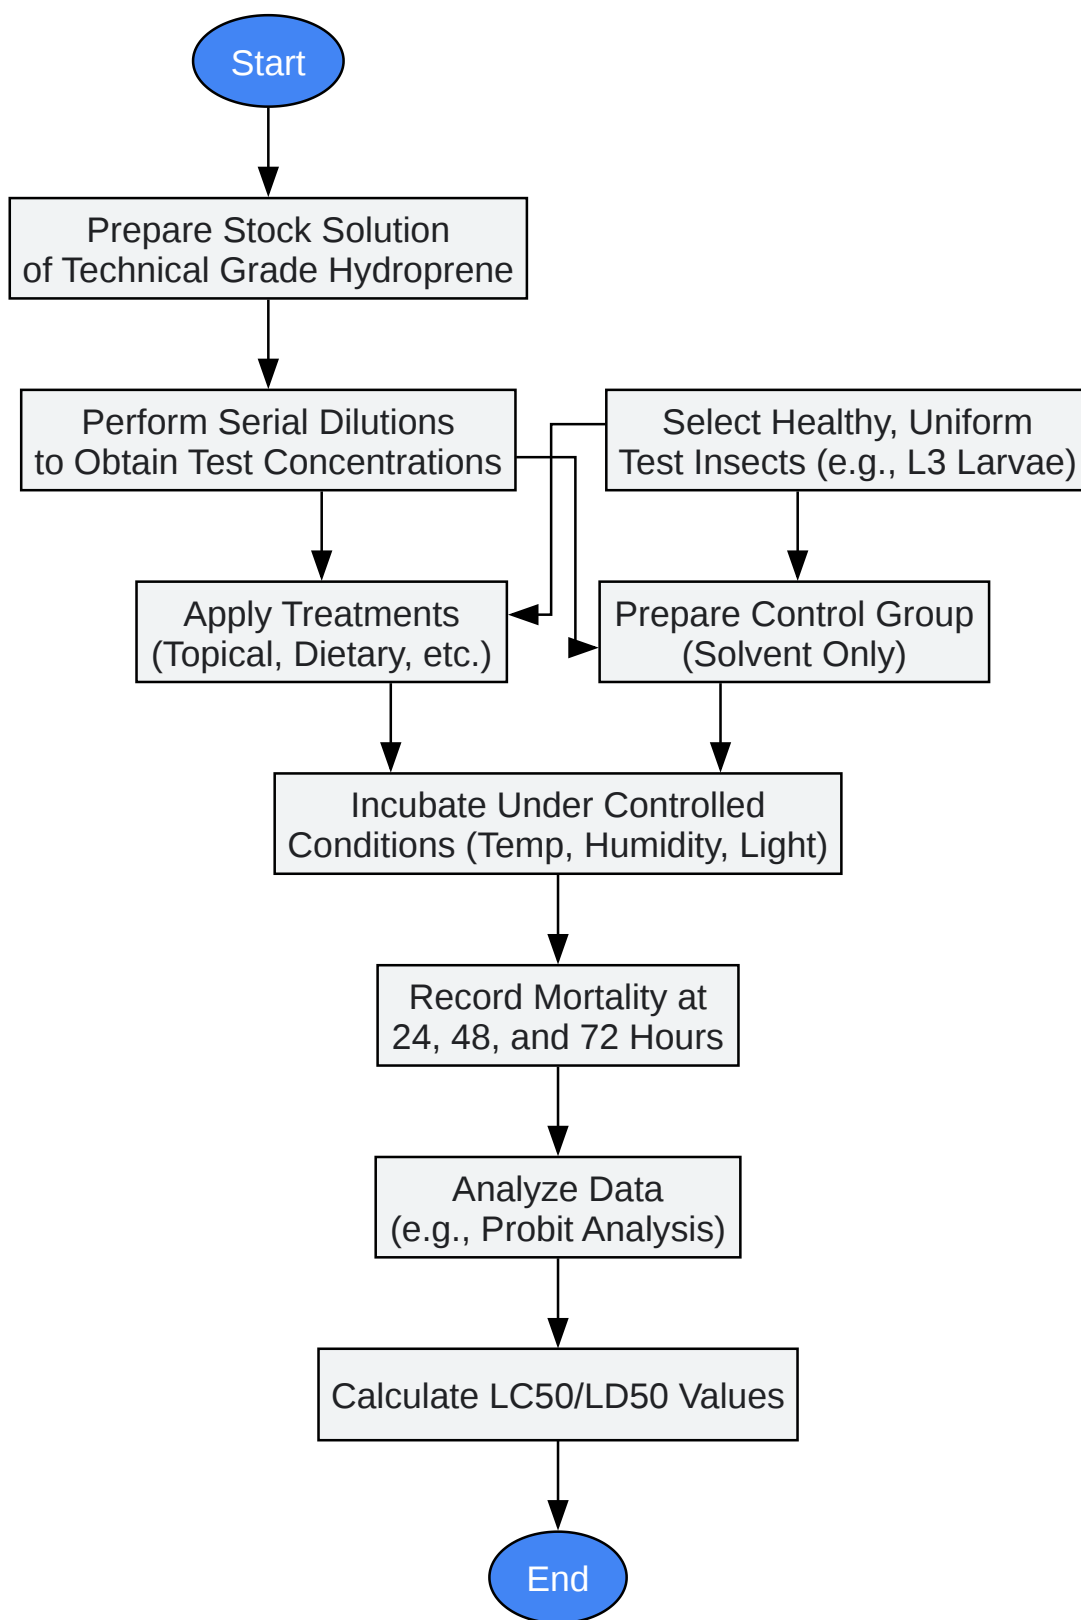 Start
Prepare Stock Solution
of Technical Grade Hydroprene
Perform Serial Dilutions
to Obtain Test Concentrations
Select Healthy, Uniform
Test Insects (e.g., L3 Larvae)
Apply Treatments
(Topical, Dietary, etc.)
Prepare Control Group
(Solvent Only)
Incubate Under Controlled
Conditions (Temp, Humidity, Light)
Record Mortality at
24, 48, and 72 Hours
Analyze Data
(e.g., Probit Analysis)
Calculate LC50/LD50 Values
End